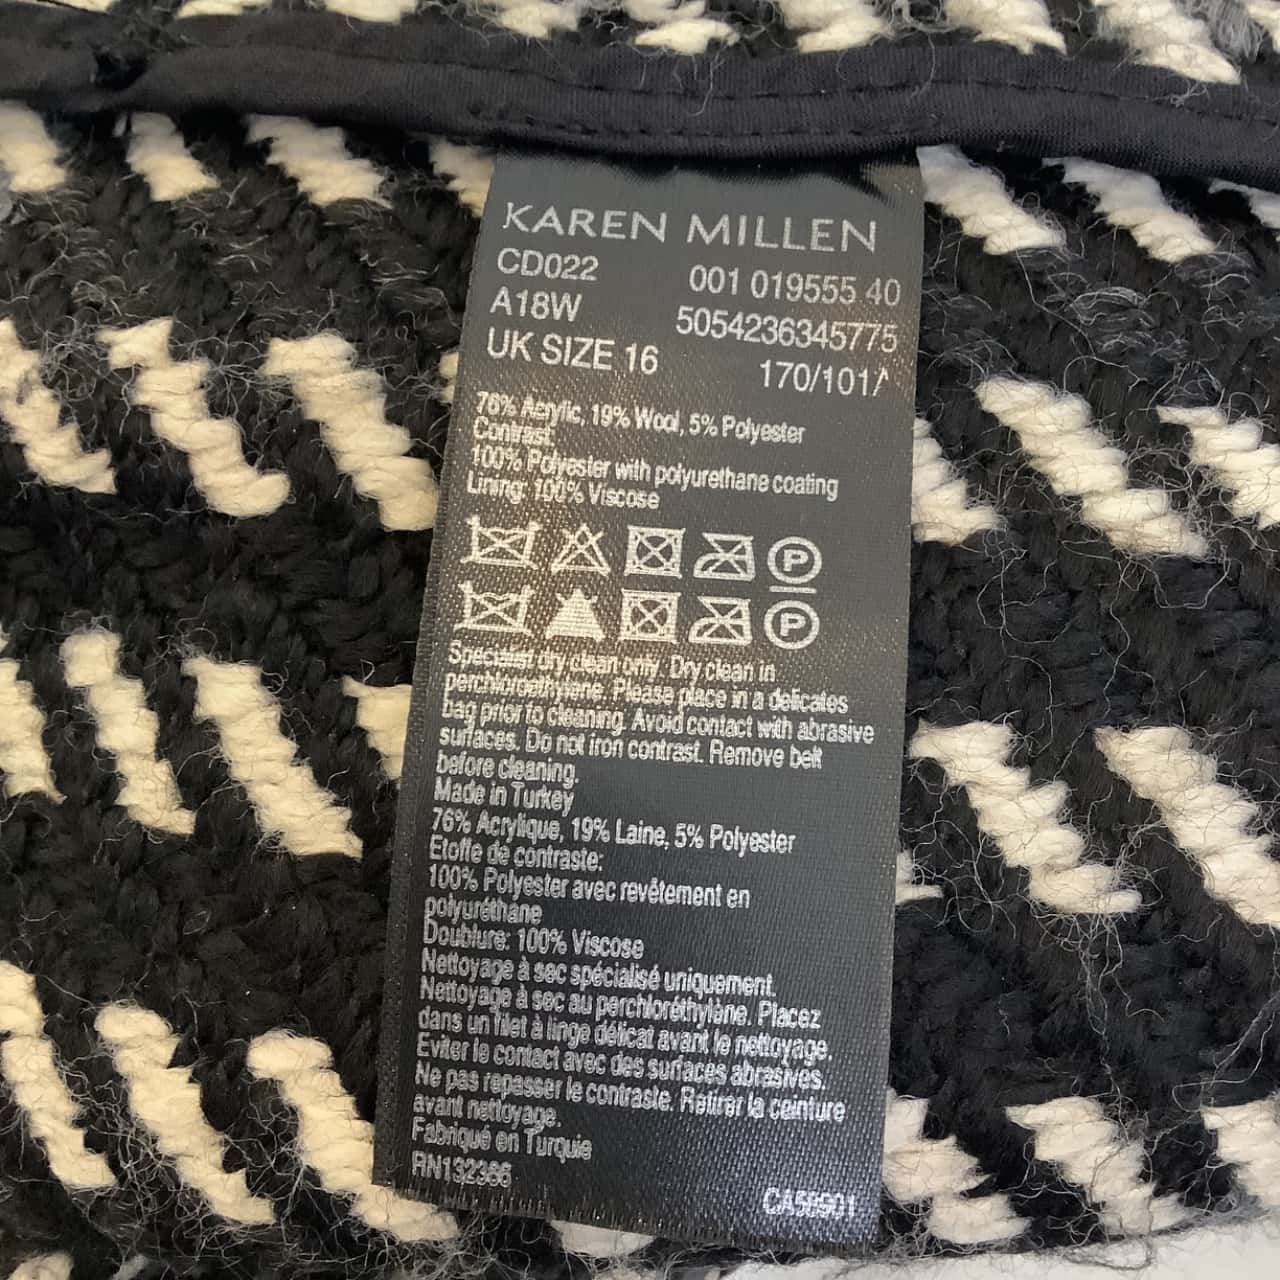 KAREN MILLEN
CD022 001 019555 40
A18W 5054236345775
UK SIZE 16 170/101/
76% Acrylic, 19% Wool, 5% Polyester
Contrast:
100% Polyester with polyurethane coating
Lining: 100% Viscose
P
P
Specialist dry clean only. Dry clean in
perchloroethylene. Please place in a delicates
bag prior to cleaning. Avoid contact with abrasive
surfaces. Do not iron contrast. Remove belt
before cleaning.
Made in Turkey
76% Acrylique, 19% Laine, 5% Polyester
Etoffe de contraste:
100% Polyester avec revêtement en
polyuréthane
Doublure: 100% Viscose
Nettoyage à sec spécialisé uniquement.
Nettoyage à sec au perchloréthylène. Placez
dans un filet à linge délicat avant le nettoyage.
Eviter le contact avec des surfaces abrasives.
Ne pas repasser le contraste. Retirer la ceinture
avant nettoyage.
Fabriqué en Turquie
RN132366
CA58901